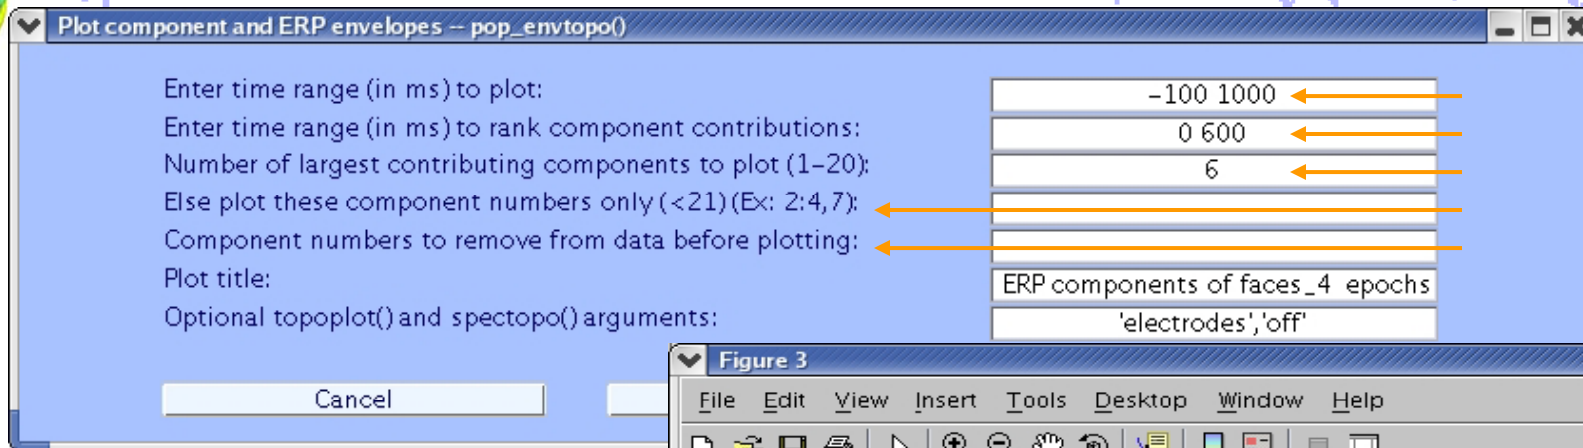 Plot component and ERP envelopes -- pop_envtopo()
Enter time range (in ms) to plot: -100 1000
Enter time range (in ms) to rank component contributions: 0 600
Number of largest contributing components to plot (1-20): 6
Else plot these component numbers only (<21) (Ex: 2:4,7):
Component numbers to remove from data before plotting:
Plot title: ERP components of faces_4 epochs
Optional topoplot() and spectopo() arguments: 'electrodes','off'
Cancel
Figure 3
File Edit View Insert Tools Desktop Window Help